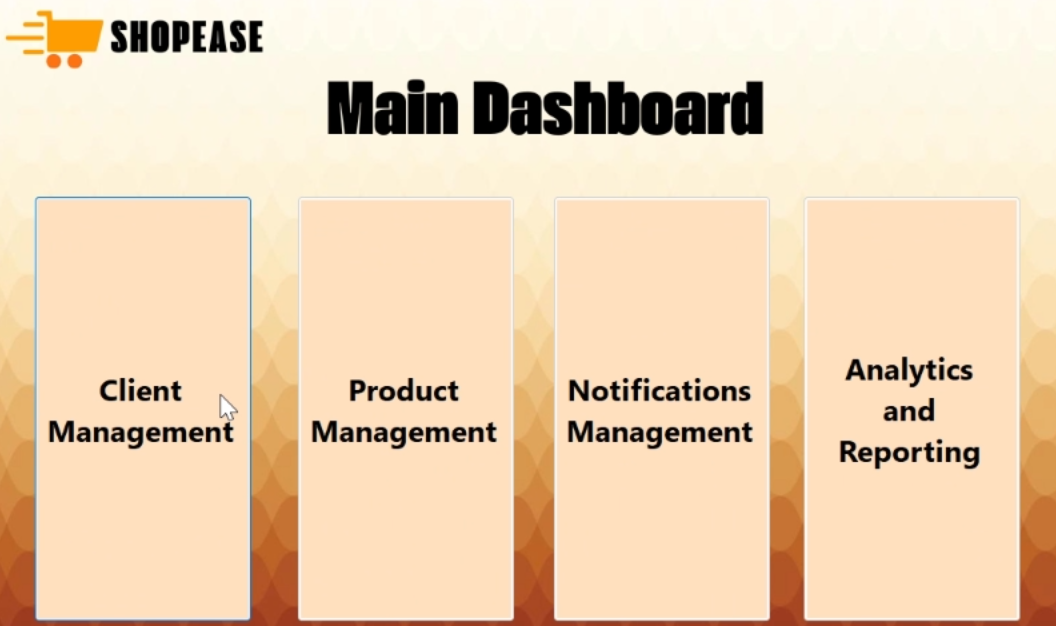 SHOPEASE
Main Dashboard
Client
Management
Product
Management
Notifications
Management
Analytics
and
Reporting